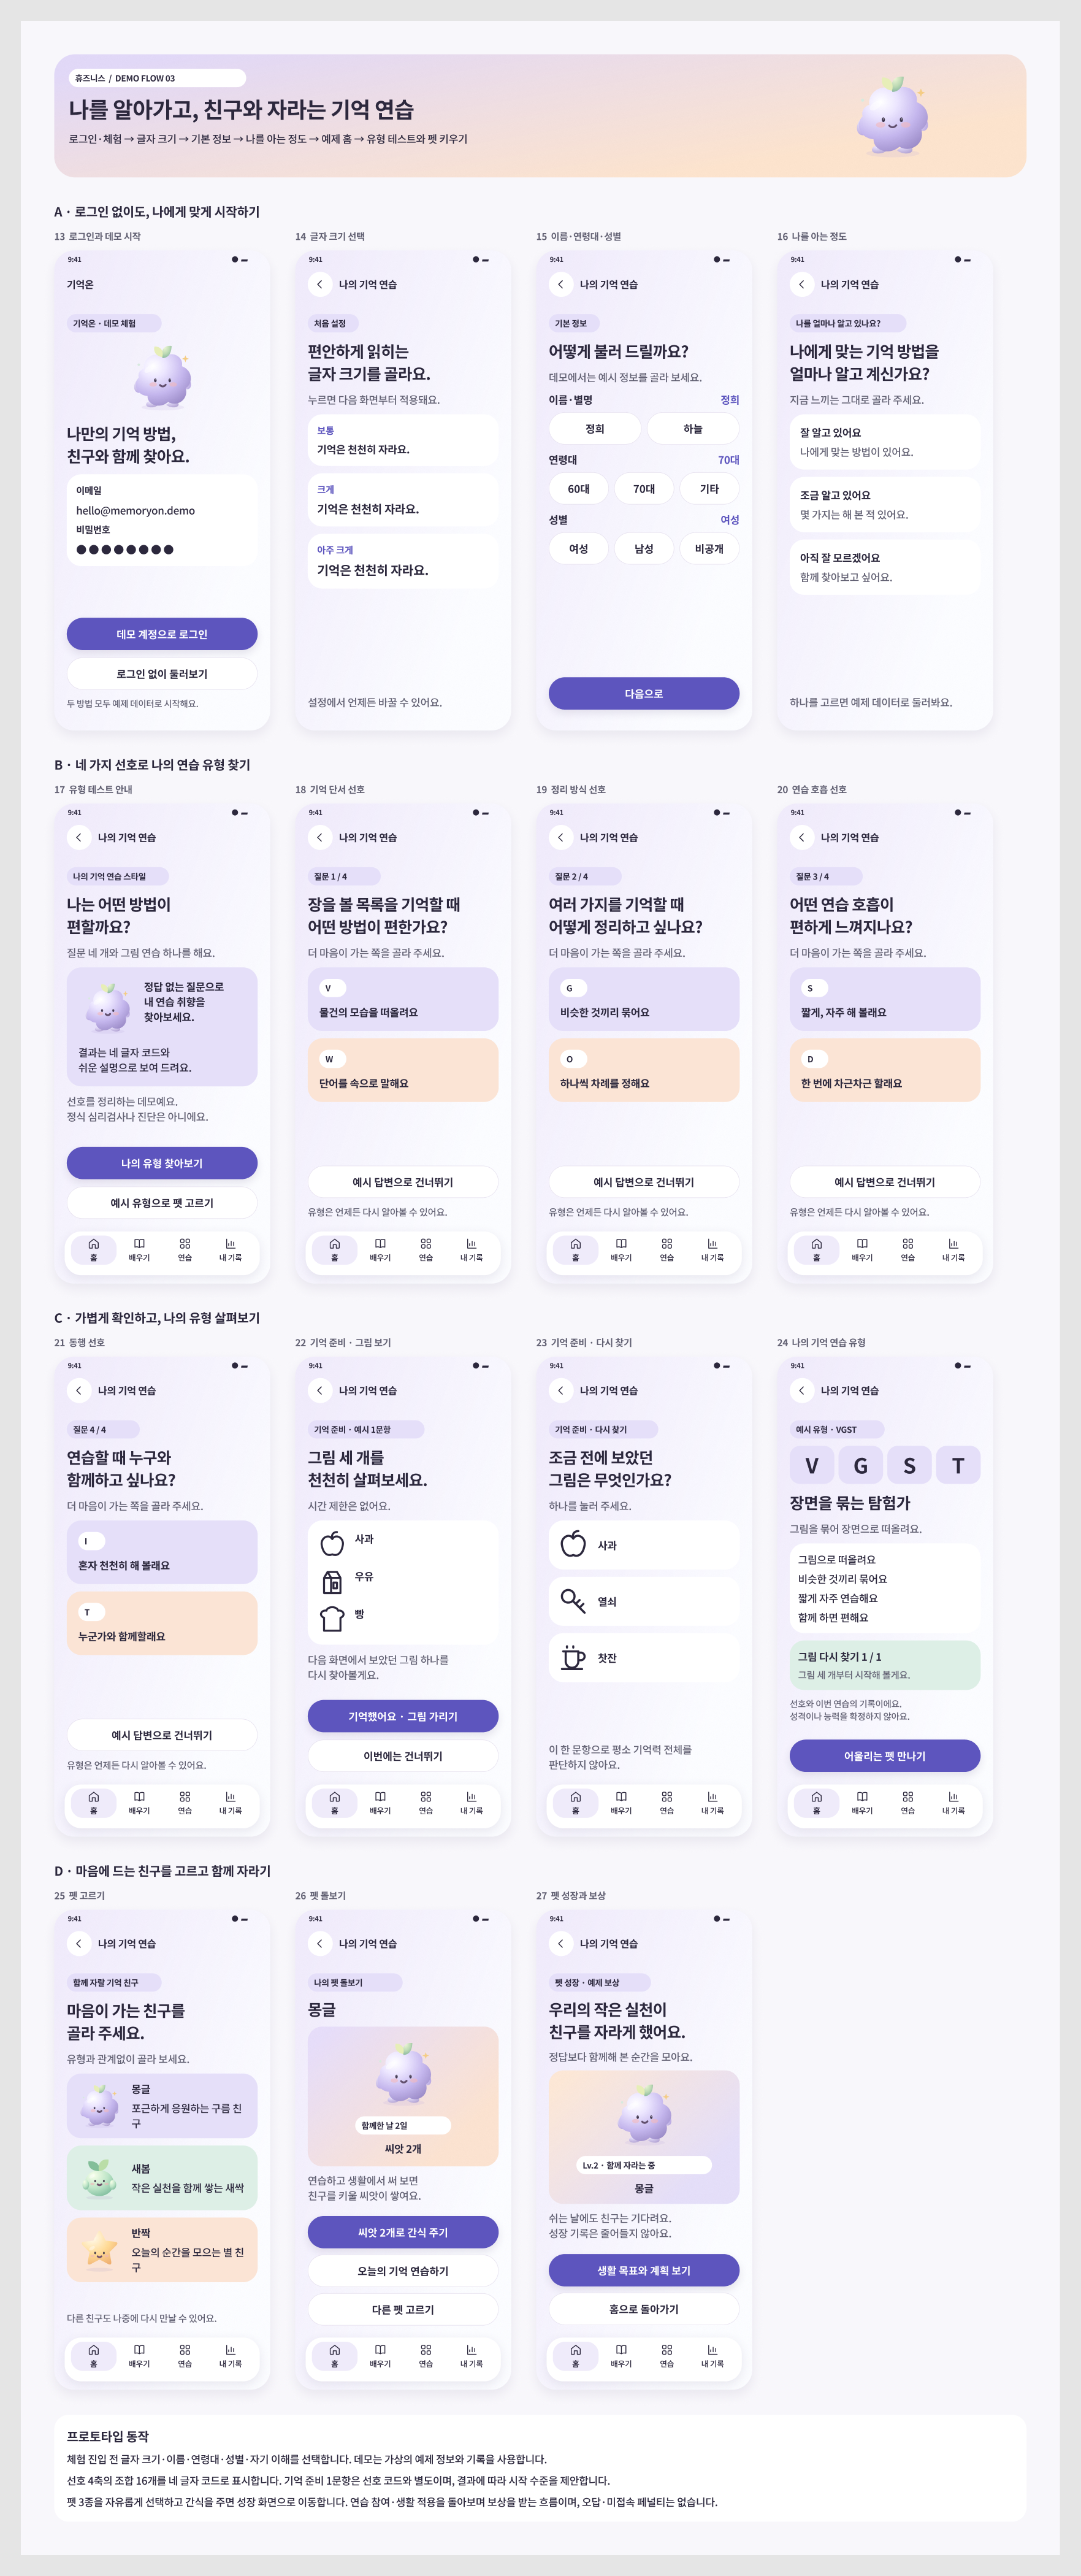 휴즈니스 / DEMO FLOW 03
나를 알아가고, 친구와 자라는 기억 연습
로그인·체험 → 글자 크기 → 기본 정보 → 나를 아는 정도 → 예제 홈 → 유형 테스트와 펫 키우기
A · 로그인 없이도, 나에게 맞게 시작하기
13 로그인과 데모 시작
9:41
기억온
기억온 · 데모 체험
나만의 기억 방법,
친구와 함께 찾아요.
이메일
hello@memoryon.demo
비밀번호
●●●●●●●●
데모 계정으로 로그인
로그인 없이 둘러보기
두 방법 모두 예제 데이터로 시작해요.
14 글자 크기 선택
9:41
나의 기억 연습
처음 설정
편안하게 읽히는
글자 크기를 골라요.
누르면 다음 화면부터 적용돼요.
보통
기억은 천천히 자라요.
크게
기억은 천천히 자라요.
아주 크게
기억은 천천히 자라요.
설정에서 언제든 바꿀 수 있어요.
15 이름·연령대·성별
9:41
나의 기억 연습
기본 정보
어떻게 불러 드릴까요?
데모에서는 예시 정보를 골라 보세요.
이름·별명 정희
정희 하늘
연령대 70대
60대 70대 기타
성별 여성
여성 남성 비공개
다음으로
16 나를 아는 정도
9:41
나의 기억 연습
나를 얼마나 알고 있나요?
나에게 맞는 기억 방법을
얼마나 알고 계신가요?
지금 느끼는 그대로 골라 주세요.
잘 알고 있어요
나에게 맞는 방법이 있어요.
조금 알고 있어요
몇 가지는 해 본 적 있어요.
아직 잘 모르겠어요
함께 찾아보고 싶어요.
하나를 고르면 예제 데이터로 둘러봐요.
B · 네 가지 선호로 나의 연습 유형 찾기
17 유형 테스트 안내
9:41
나의 기억 연습
나의 기억 연습 스타일
나는 어떤 방법이
편할까요?
질문 네 개와 그림 연습 하나를 해요.
정답 없는 질문으로
내 연습 취향을
찾아보세요.
결과는 네 글자 코드와
쉬운 설명으로 보여 드려요.
선호를 정리하는 데모예요.
정식 심리검사나 진단은 아니에요.
나의 유형 찾아보기
예시 유형으로 펫 고르기
홈 배우기 연습 내 기록
18 기억 단서 선호
9:41
나의 기억 연습
질문 1 / 4
장을 볼 목록을 기억할 때
어떤 방법이 편한가요?
더 마음이 가는 쪽을 골라 주세요.
V
물건의 모습을 떠올려요
W
단어를 속으로 말해요
예시 답변으로 건너뛰기
유형은 언제든 다시 알아볼 수 있어요.
홈 배우기 연습 내 기록
19 정리 방식 선호
9:41
나의 기억 연습
질문 2 / 4
여러 가지를 기억할 때
어떻게 정리하고 싶나요?
더 마음이 가는 쪽을 골라 주세요.
G
비슷한 것끼리 묶어요
O
하나씩 차례를 정해요
예시 답변으로 건너뛰기
유형은 언제든 다시 알아볼 수 있어요.
홈 배우기 연습 내 기록
20 연습 호흡 선호
9:41
나의 기억 연습
질문 3 / 4
어떤 연습 호흡이
편하게 느껴지나요?
더 마음이 가는 쪽을 골라 주세요.
S
짧게, 자주 해 볼래요
D
한 번에 차근차근 할래요
예시 답변으로 건너뛰기
유형은 언제든 다시 알아볼 수 있어요.
홈 배우기 연습 내 기록
C · 가볍게 확인하고, 나의 유형 살펴보기
21 동행 선호
9:41
나의 기억 연습
질문 4 / 4
연습할 때 누구와
함께하고 싶나요?
더 마음이 가는 쪽을 골라 주세요.
I
혼자 천천히 해 볼래요
T
누군가와 함께할래요
예시 답변으로 건너뛰기
유형은 언제든 다시 알아볼 수 있어요.
홈 배우기 연습 내 기록
22 기억 준비 · 그림 보기
9:41
나의 기억 연습
기억 준비 · 예시 1문항
그림 세 개를
천천히 살펴보세요.
시간 제한은 없어요.
사과
우유
빵
다음 화면에서 보았던 그림 하나를
다시 찾아볼게요.
기억했어요 · 그림 가리기
이번에는 건너뛰기
홈 배우기 연습 내 기록
23 기억 준비 · 다시 찾기
9:41
나의 기억 연습
기억 준비 · 다시 찾기
조금 전에 보았던
그림은 무엇인가요?
하나를 눌러 주세요.
사과
열쇠
찻잔
이 한 문항으로 평소 기억력 전체를
판단하지 않아요.
홈 배우기 연습 내 기록
24 나의 기억 연습 유형
9:41
나의 기억 연습
예시 유형 · VGST
V G S T
장면을 묶는 탐험가
그림을 묶어 장면으로 떠올려요.
그림으로 떠올려요
비슷한 것끼리 묶어요
짧게 자주 연습해요
함께 하면 편해요
그림 다시 찾기 1 / 1
그림 세 개부터 시작해 볼게요.
선호와 이번 연습의 기록이에요.
성격이나 능력을 확정하지 않아요.
어울리는 펫 만나기
홈 배우기 연습 내 기록
D · 마음에 드는 친구를 고르고 함께 자라기
25 펫 고르기
9:41
나의 기억 연습
함께 자랄 기억 친구
마음이 가는 친구를
골라 주세요.
유형과 관계없이 골라 보세요.
몽글
포근하게 응원하는 구름 친
구
새봄
작은 실천을 함께 쌓는 새싹
반짝
오늘의 순간을 모으는 별 친
구
다른 친구도 나중에 다시 만날 수 있어요.
홈 배우기 연습 내 기록
26 펫 돌보기
9:41
나의 기억 연습
나의 펫 돌보기
몽글
함께한 날 2일
씨앗 2개
연습하고 생활에서 써 보면
친구를 키울 씨앗이 쌓여요.
씨앗 2개로 간식 주기
오늘의 기억 연습하기
다른 펫 고르기
홈 배우기 연습 내 기록
27 펫 성장과 보상
9:41
나의 기억 연습
펫 성장 · 예제 보상
우리의 작은 실천이
친구를 자라게 했어요.
정답보다 함께해 본 순간을 모아요.
Lv.2 · 함께 자라는 중
몽글
쉬는 날에도 친구는 기다려요.
성장 기록은 줄어들지 않아요.
생활 목표와 계획 보기
홈으로 돌아가기
홈 배우기 연습 내 기록
프로토타입 동작
체험 진입 전 글자 크기·이름·연령대·성별·자기 이해를 선택합니다. 데모는 가상의 예제 정보와 기록을 사용합니다.
선호 4축의 조합 16개를 네 글자 코드로 표시합니다. 기억 준비 1문항은 선호 코드와 별도이며, 결과에 따라 시작 수준을 제안합니다.
펫 3종을 자유롭게 선택하고 간식을 주면 성장 화면으로 이동합니다. 연습 참여·생활 적용을 돌아보며 보상을 받는 흐름이며, 오답·미접속 페널티는 없습니다.